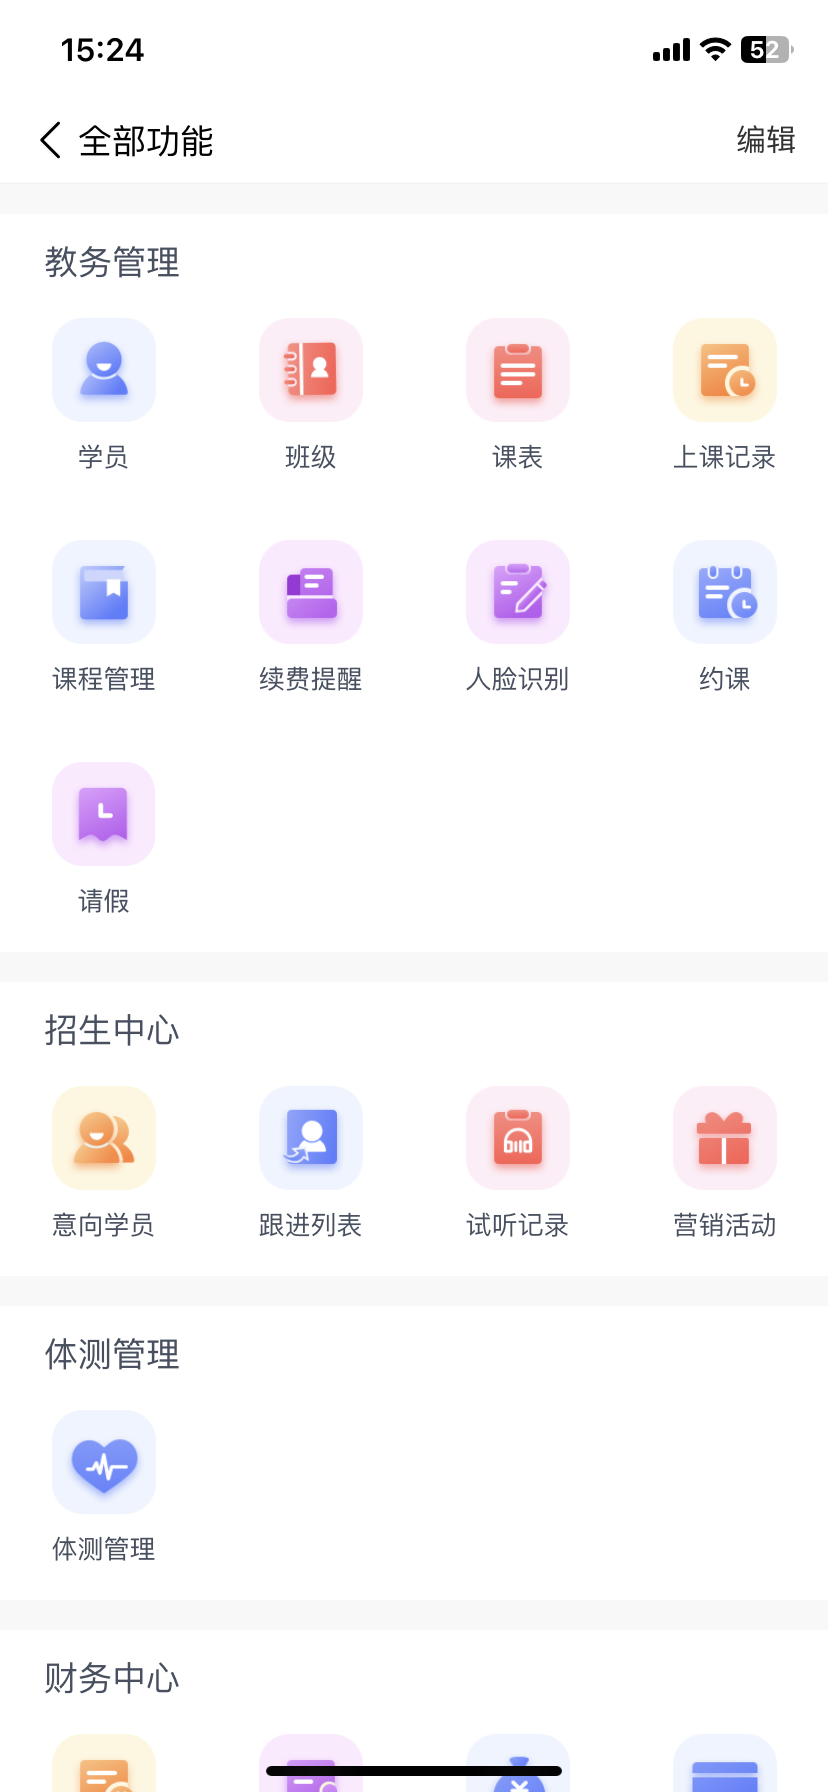 15:24
52
全部功能
编辑
教务管理
学员
班级
课表
上课记录
课程管理
续费提醒
人脸识别
约课
请假
招生中心
意向学员
跟进列表
试听记录
营销活动
体测管理
体测管理
财务中心